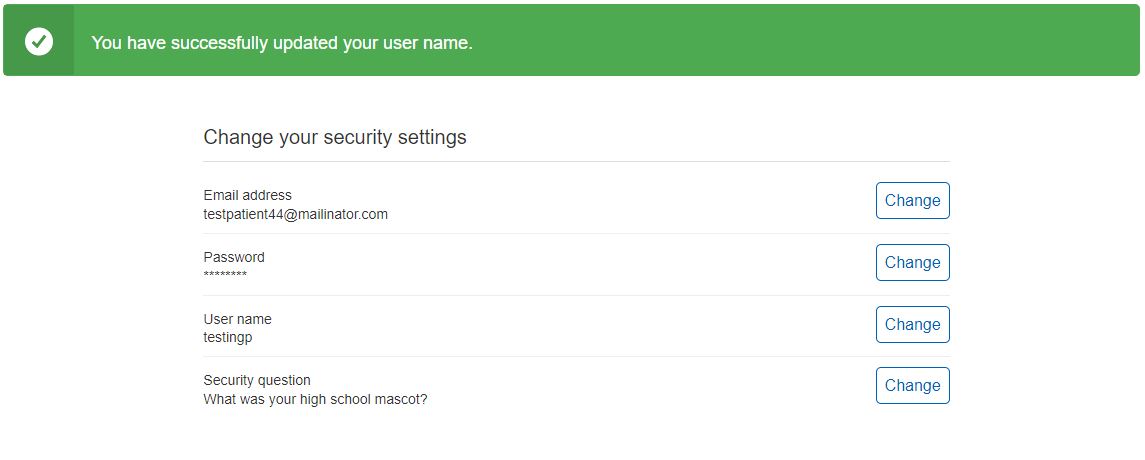 You have successfully updated your user name.
Change your security settings
Email address
testpatient44@mailinator.com
Change
Password
********
Change
User name
testingp
Change
Security question
What was your high school mascot?
Change